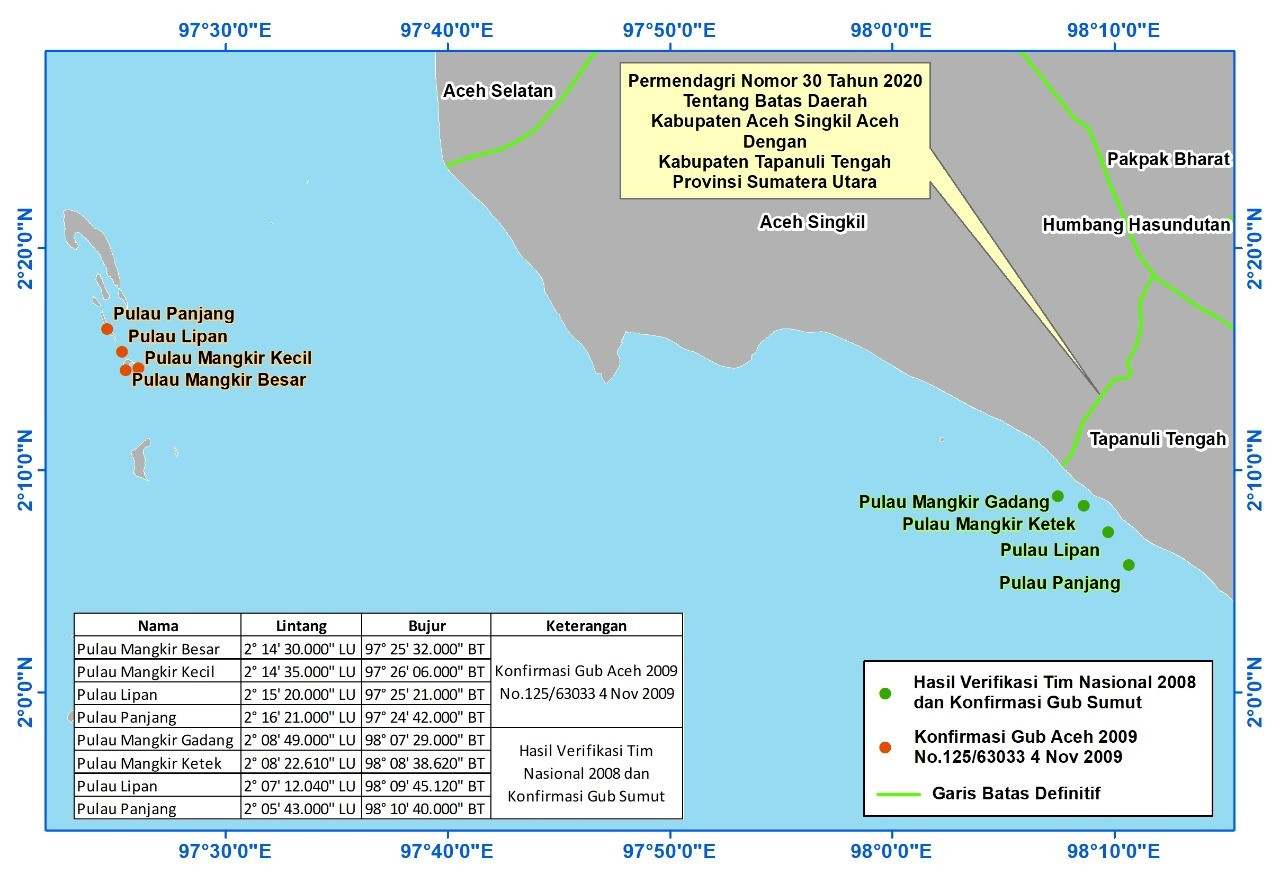 97°30'0"E 97°40'0"E 97°50'0"E 98°0'0"E 98°10'0"E
Aceh Selatan
Permendagri Nomor 30 Tahun 2020
Tentang Batas Daerah
Kabupaten Aceh Singkil Aceh
Dengan
Kabupaten Tapanuli Tengah
Provinsi Sumatera Utara
Pakpak Bharat
Aceh Singkil
Humbang Hasundutan
2°20'0"N 2°20'0"N
Pulau Panjang
Pulau Lipan
Pulau Mangkir Kecil
Pulau Mangkir Besar
Tapanuli Tengah
2°10'0"N 2°10'0"N
Pulau Mangkir Gadang
Pulau Mangkir Ketek
Pulau Lipan
Pulau Panjang
Nama Lintang Bujur Keterangan
Pulau Mangkir Besar 2° 14' 30.000" LU 97° 25' 32.000" BT
Pulau Mangkir Kecil 2° 14' 35.000" LU 97° 26' 06.000" BT
Pulau Lipan 2° 15' 20.000" LU 97° 25' 21.000" BT
Pulau Panjang 2° 16' 21.000" LU 97° 24' 42.000" BT
Konfirmasi Gub Aceh 2009
No.125/63033 4 Nov 2009
Pulau Mangkir Gadang 2° 08' 49.000" LU 98° 07' 29.000" BT
Pulau Mangkir Ketek 2° 08' 22.610" LU 98° 08' 38.620" BT
Pulau Lipan 2° 07' 12.040" LU 98° 09' 45.120" BT
Pulau Panjang 2° 05' 43.000" LU 98° 10' 40.000" BT
Hasil Verifikasi Tim
Nasional 2008 dan
Konfirmasi Gub Sumut
2°0'0"N 2°0'0"N
Hasil Verifikasi Tim Nasional 2008
dan Konfirmasi Gub Sumut
Konfirmasi Gub Aceh 2009
No.125/63033 4 Nov 2009
Garis Batas Definitif
97°30'0"E 97°40'0"E 97°50'0"E 98°0'0"E 98°10'0"E